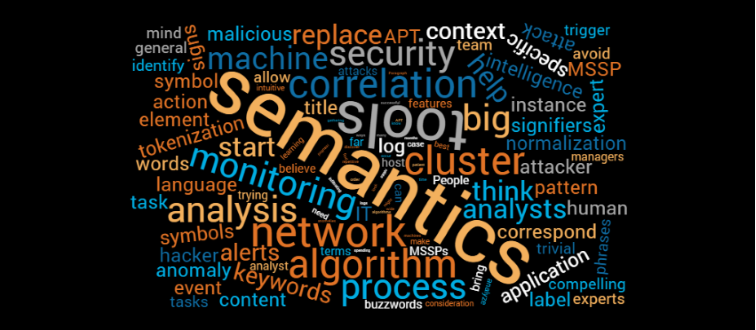 mind
malicious
replace
APT
context
specific
attack
trigger
general
signs
team
avoid
identify
machine
security
help
intelligence
MSSP
symbol
allow
correlation
attacks
expert
action
title
tools
features
big
instance
element
semantics
signifiers
tokenization
start
log
case
best
normalization
words
monitoring
far
cluster
host
attacker
managers
language
believe
People
think
pattern
task
trying
can
analysts
human
analysis
IT
need
learning
intuitive
symbols
network
make
correspond
hacker
alerts
terms
MSSPs
trivial
phrases
anomaly
analyst
algorithm
bring
application
event
keywords
process
analyze
compelling
tasks
content
buzzwords
consideration
label
experts